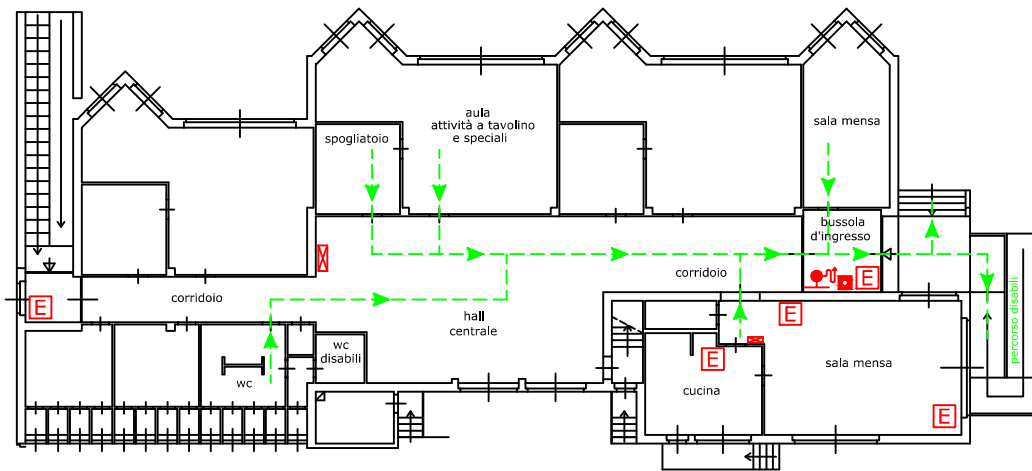 aula
attività a tavolino
e speciali
spogliatoio
sala mensa
bussola
d'ingresso
E
corridoio
corridoio
E
hall
centrale
E
wc
disabili
wc
E
cucina
sala mensa
E
percorso disabili